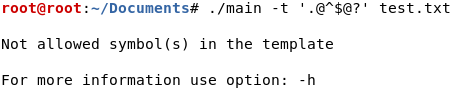 root@root:~/Documents# ./main -t '.@^$@?' test.txt
Not allowed symbol(s) in the template
For more information use option: -h